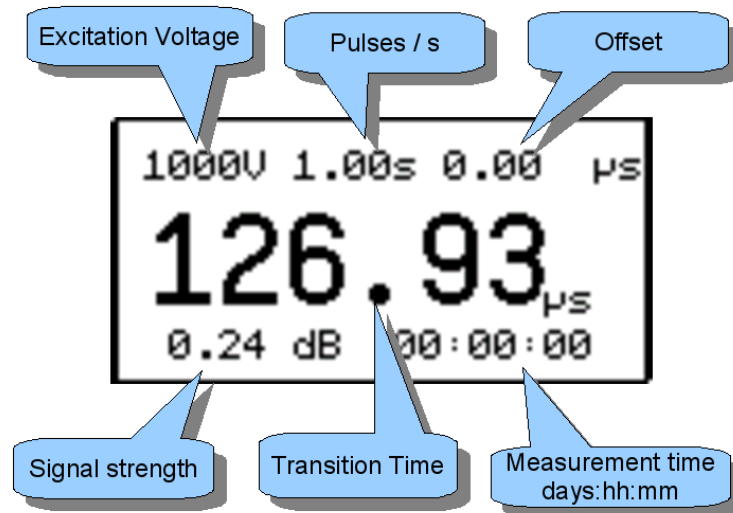 Excitation Voltage
Pulses / s
Offset
1000V 1.00s 0.00 µs
126.93µs
0.24 dB 00:00:00
Signal strength
Transition Time
Measurement time
days:hh:mm